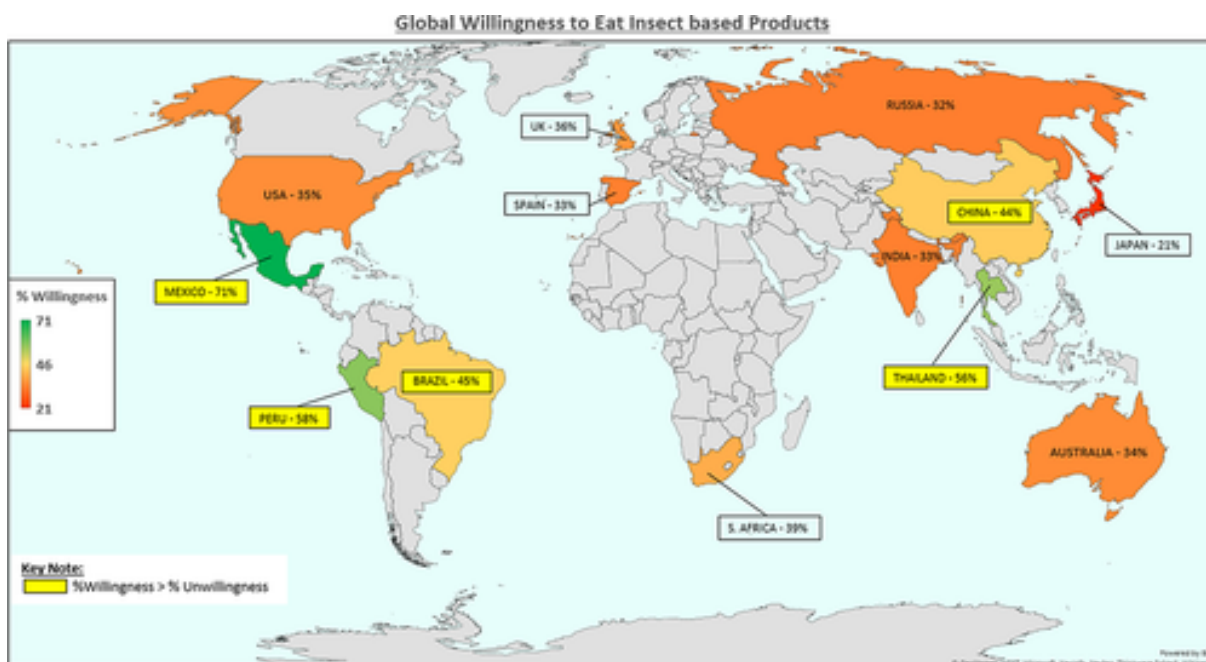 Global Willingness to Eat Insect based Products
RUSSIA - 32%
UK - 36%
USA - 35%
SPAIN - 33%
CHINA - 44%
JAPAN - 21%
INDIA - 33%
MEXICO - 71%
% Willingness
71
46
21
THAILAND - 56%
BRAZIL - 45%
PERU - 58%
AUSTRALIA - 34%
S. AFRICA - 39%
Key Note:
%Willingness > % Unwillingness
Powered by